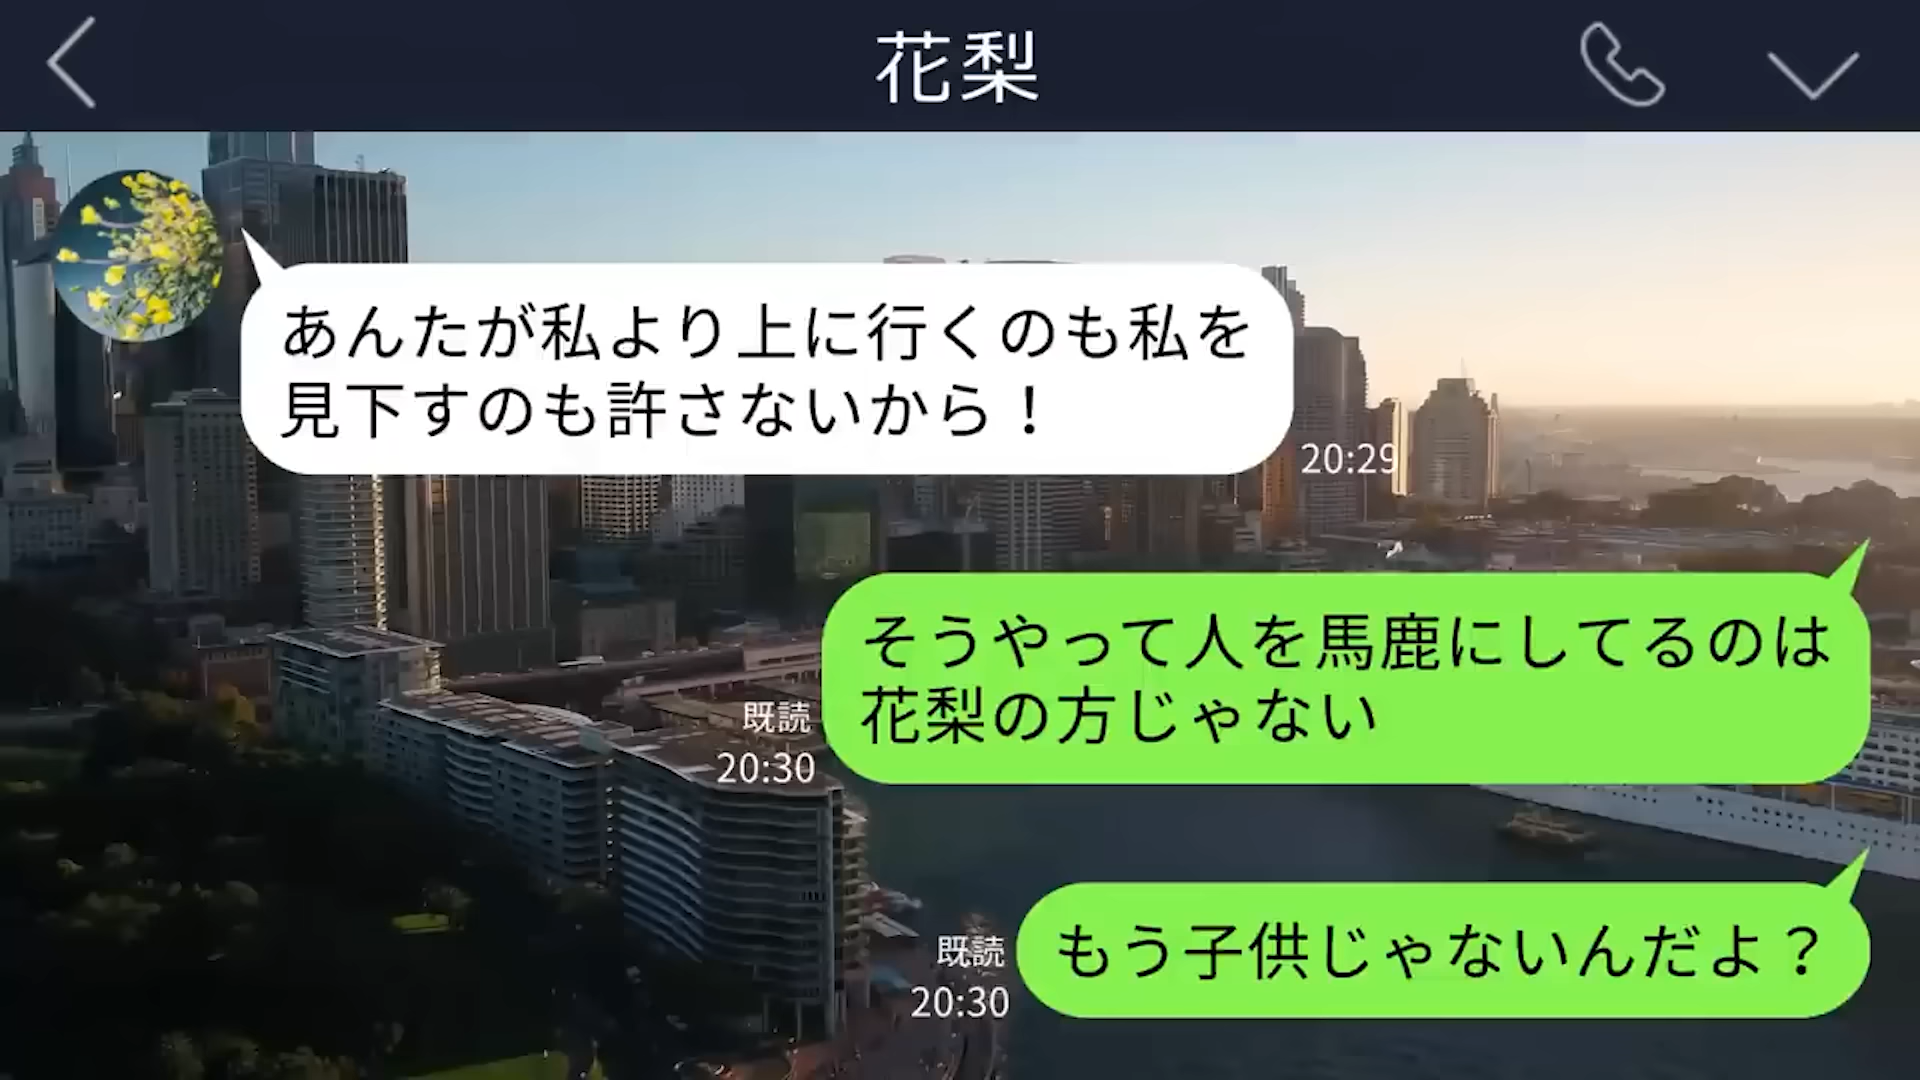 花梨
あんたが私より上に行くのも私を
見下すのも許さないから！
20:29
そうやって人を馬鹿にしてるのは
花梨の方じゃない
既読
20:30
もう子供じゃないんだよ？
既読
20:30